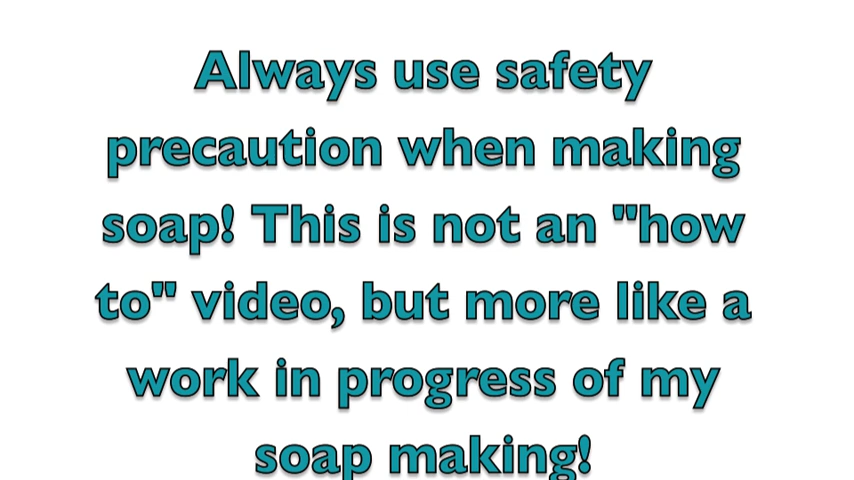 Always use safety
precaution when making
soap! This is not an "how
to" video, but more like a
work in progress of my
soap making!